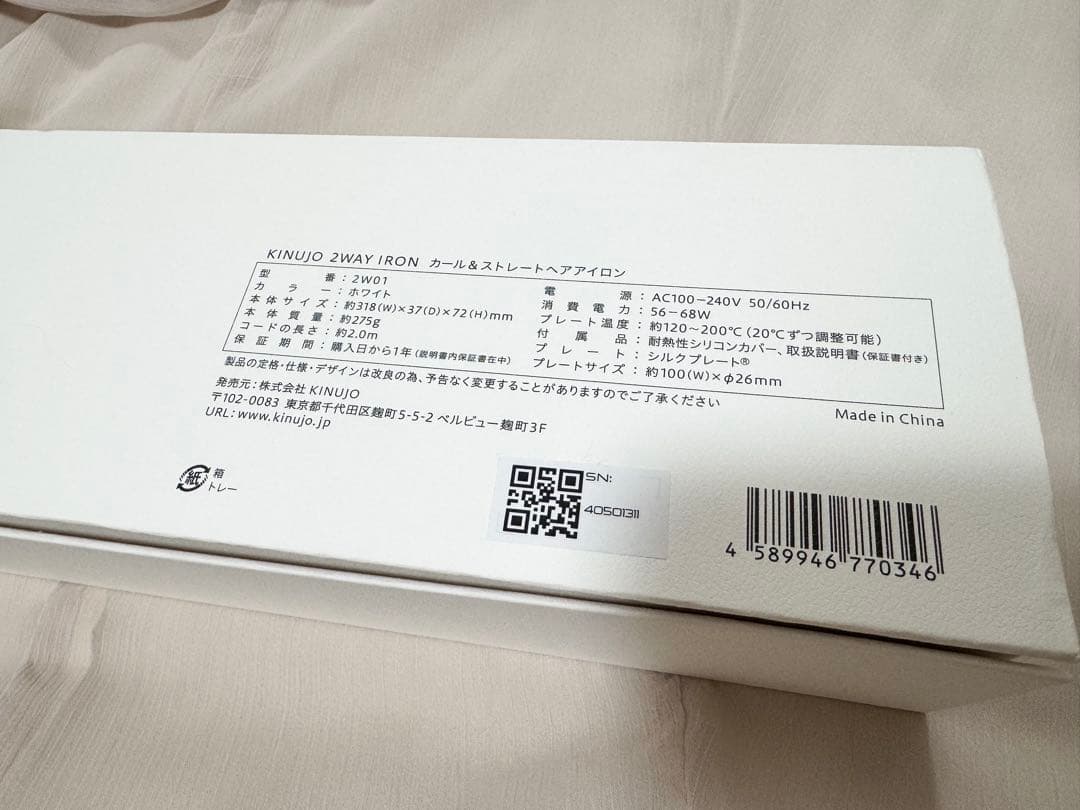 KINUJO 2WAY IRON カール&ストレートヘアアイロン
型番:2W01
カラー:ホワイト
本体サイズ:約318(W)×37(D)×72(H)mm
本体質量:約275g
コードの長さ:約2.0m
保証期間:購入日から1年(説明書内保証書在中)
電源:AC100-240V 50/60Hz
消費電力:56-68W
プレート温度:約120~200℃(20℃ずつ調整可能)
付属品:耐熱性シリコンカバー、取扱説明書(保証書付き)
プレート:シルクプレート®
プレートサイズ:約100(W)×φ26mm
製品の定格・仕様・デザインは改良の為、予告なく変更することがありますのでご了承ください
発売元:株式会社 KINUJO
〒102-0083 東京都千代田区麹町5-5-2 ベルビュー麹町3F
URL:www.kinujo.jp
Made in China
紙
箱
トレー
SN:
40501311
4 589946 770346